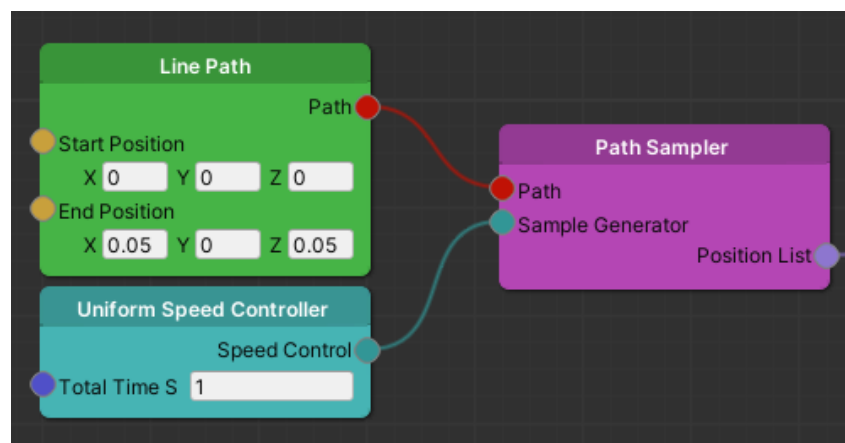 Line Path
Path
Start Position
X 0 Y 0 Z 0
End Position
X 0.05 Y 0 Z 0.05
Uniform Speed Controller
Speed Control
Total Time S 1
Path Sampler
Path
Sample Generator
Position List